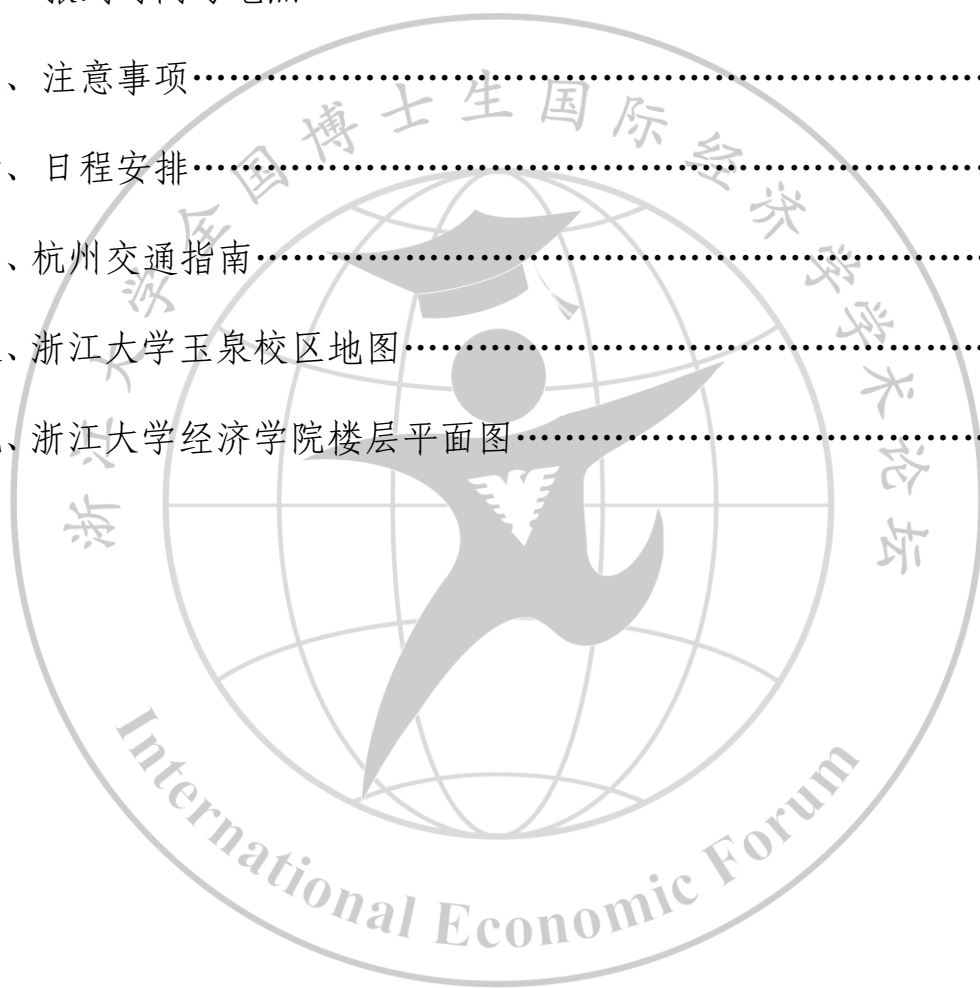 、注意事项…………………………………………
、日程安排…………………………………………
、杭州交通指南…………………………………………
、浙江大学玉泉校区地图…………………………………………
、浙江大学经济学院楼层平面图…………………………………………
浙江大学全国博士生国际经济学学术论坛
International Economic Forum